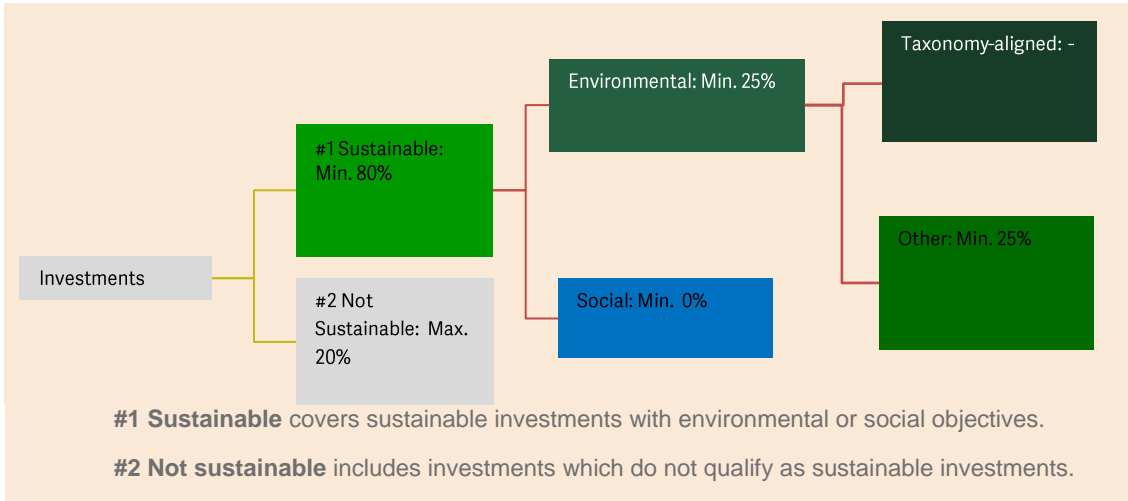 Taxonomy-aligned: -
Environmental: Min. 25%
#1 Sustainable:
Min. 80%
Other: Min. 25%
Investments
#2 Not
Sustainable: Max.
20%
Social: Min. 0%
#1 Sustainable covers sustainable investments with environmental or social objectives.
#2 Not sustainable includes investments which do not qualify as sustainable investments.